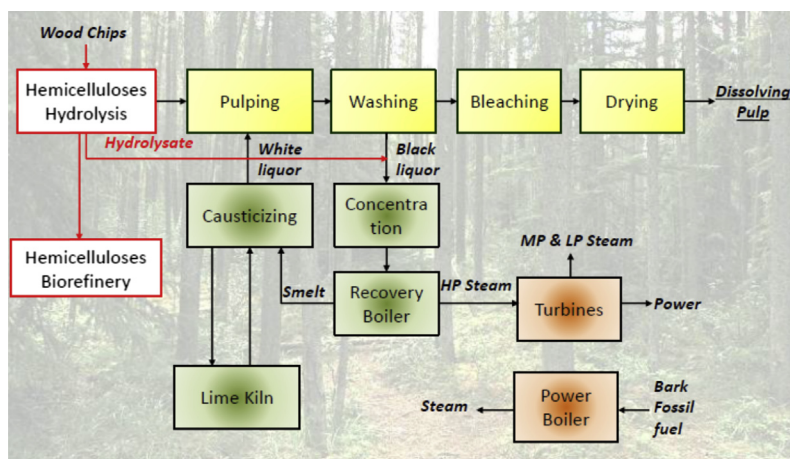 Wood Chips
Hemicelluloses
Hydrolysis
Pulping
Washing
Bleaching
Drying
Dissolving
Pulp
Hydrolysate
White
liquor
Black
liquor
Causticizing
Concentra
tion
Hemicelluloses
Biorefinery
MP & LP Steam
Smelt
Recovery
Boiler
HP Steam
Turbines
Power
Lime Kiln
Steam
Power
Boiler
Bark
Fossil
fuel